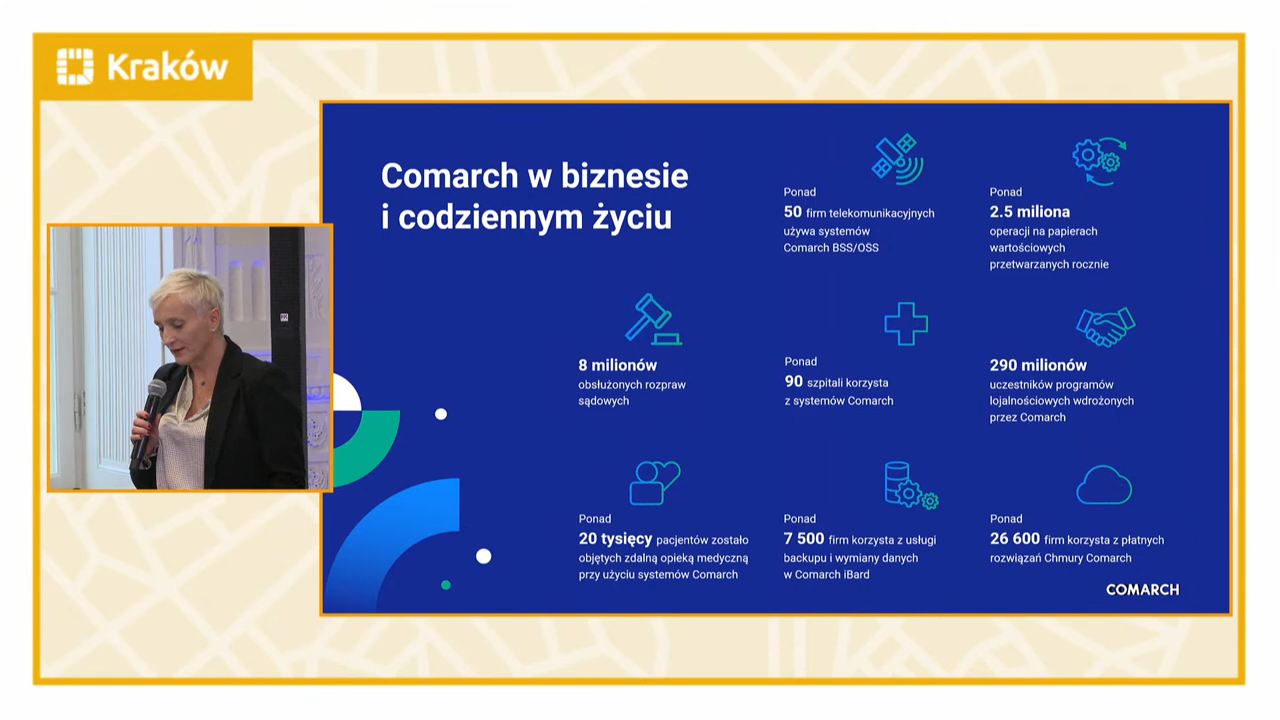 Kraków
Comarch w biznesie
i codziennym życiu
Ponad
50 firm telekomunikacyjnych
używa systemów
Comarch BSS/OSS
Ponad
2.5 miliona
operacji na papierach
wartościowych
przetwarzanych rocznie
8 milionów
obsłużonych rozpraw
sądowych
Ponad
90 szpitali korzysta
z systemów Comarch
290 milionów
uczestników programów
lojalnościowych wdrożonych
przez Comarch
Ponad
20 tysięcy pacjentów zostało
objętych zdalną opieką medyczną
przy użyciu systemów Comarch
Ponad
7 500 firm korzysta z usługi
backupu i wymiany danych
w Comarch iBard
Ponad
26 600 firm korzysta z płatnych
rozwiązań Chmury Comarch
COMARCH